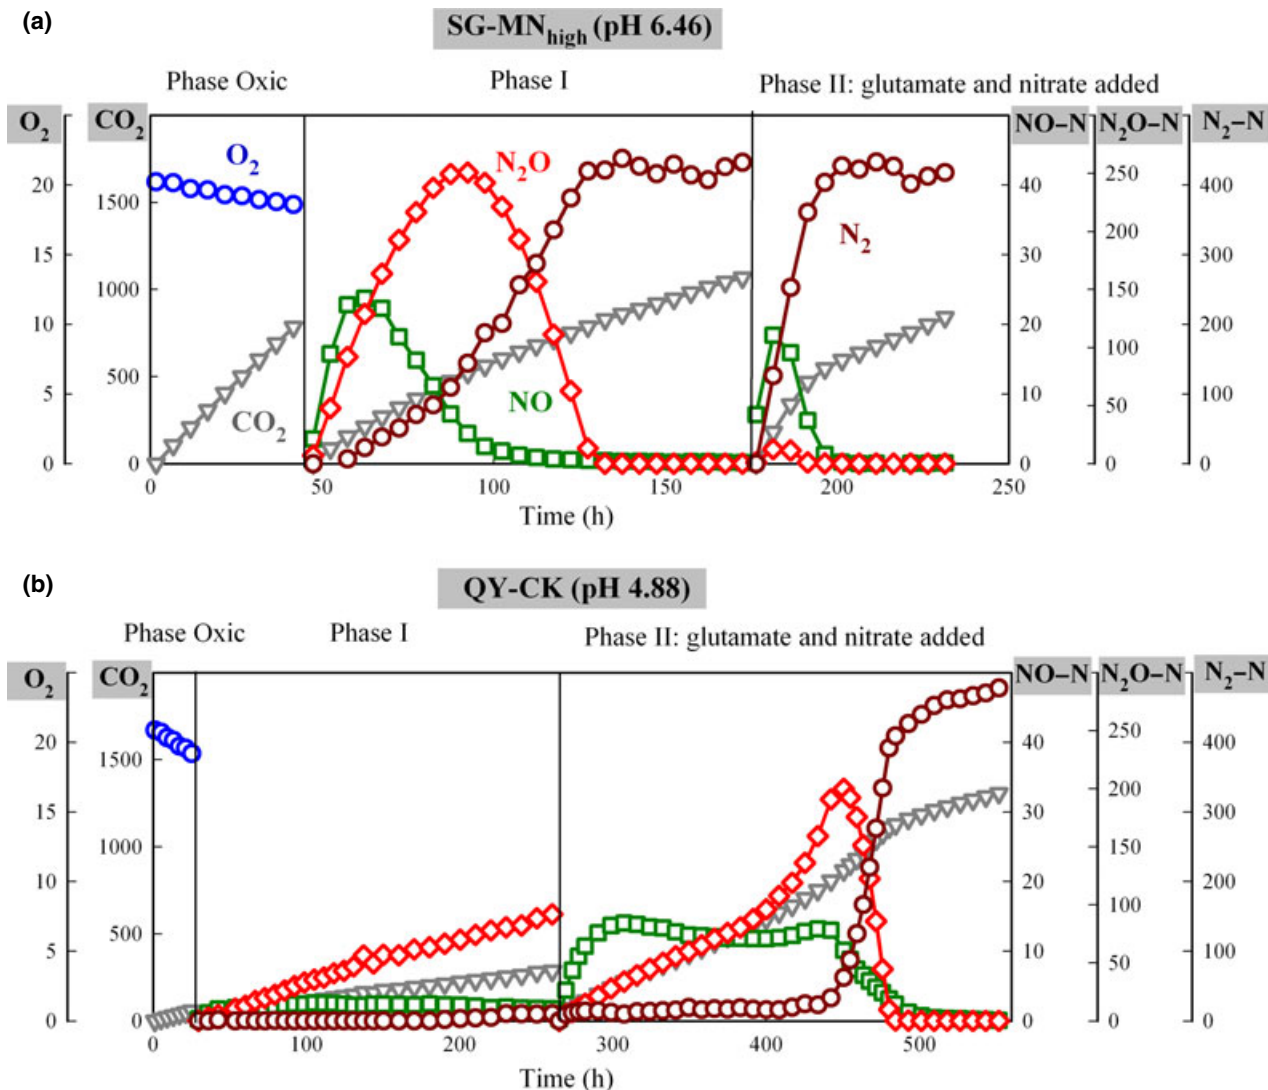 (a)
SG-MNhigh (pH 6.46)
Phase Oxic
Phase I
Phase II: glutamate and nitrate added
O2
CO2
NO–N
N2O–N
N2–N
O2
N2O
N2
CO2
NO
20
15
10
5
0
1500
1000
500
0
40
30
20
10
0
250
200
150
100
50
0
400
300
200
100
0
0
50
100
150
200
250
Time (h)
(b)
QY-CK (pH 4.88)
Phase Oxic
Phase I
Phase II: glutamate and nitrate added
O2
CO2
NO–N
N2O–N
N2–N
20
15
10
5
0
1500
1000
500
0
40
30
20
10
0
250
200
150
100
50
0
400
300
200
100
0
0
100
200
300
400
500
Time (h)